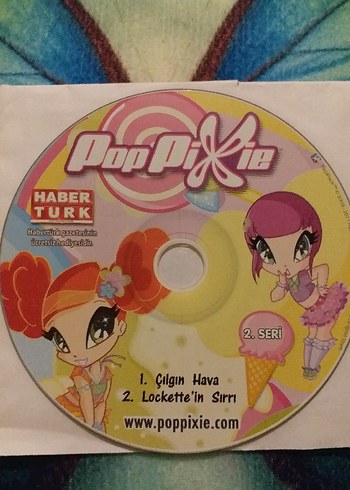 PopPixie
HABER
TÜRK
Habertürk gazetesinin
ücretsiz hediyesidir.
2. SERİ
1. Çılgın Hava
2. Lockette'in Sırrı
www.poppixie.com